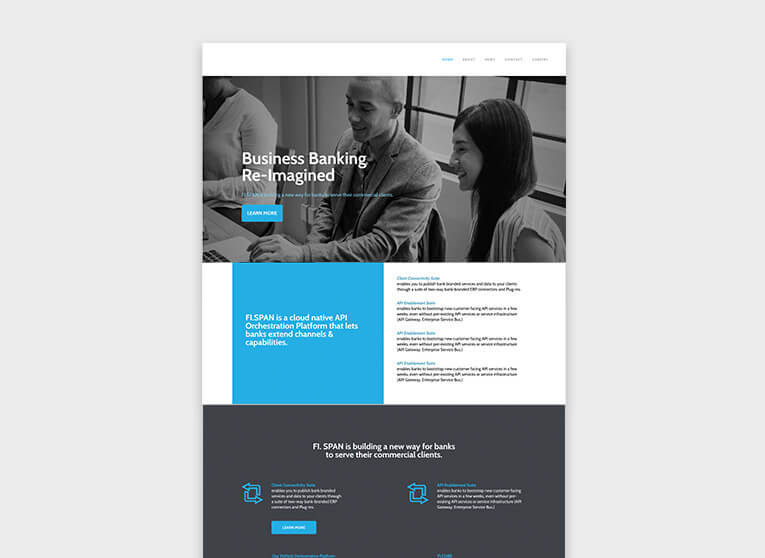 HOME ABOUT NEWS CONTACT CAREERS
Business Banking
Re-Imagined
FI.SPAN is building a new way for banks to serve their commercial clients.
LEARN MORE
FI.SPAN is a cloud native API
Orchestration Platform that lets
banks extend channels &
capabilities.
Client Connectivity Suite
enables you to publish bank branded services and data to your clients
through a suite of two-way bank-branded ERP connectors and Plug-ins.
API Enablement Suite
enables banks to bootstrap new customer facing API services in a few
weeks, even without pre-existing API services or service infrastructure
(API Gateway, Enterprise Service Bus.)
API Enablement Suite
enables banks to bootstrap new customer facing API services in a few
weeks, even without pre-existing API services or service infrastructure
(API Gateway, Enterprise Service Bus.)
API Enablement Suite
enables banks to bootstrap new customer facing API services in a few
weeks, even without pre-existing API services or service infrastructure
(API Gateway, Enterprise Service Bus.)
FI. SPAN is building a new way for banks
to serve their commercial clients.
Client Connectivity Suite
enables you to publish bank branded
services and data to your clients through
a suite of two-way bank-branded ERP
connectors and Plug-ins.
LEARN MORE
API Enablement Suite
enables banks to bootstrap new customer facing
API services in a few weeks, even without pre-
existing API services or service infrastructure (API
Gateway, Enterprise Service Bus.)